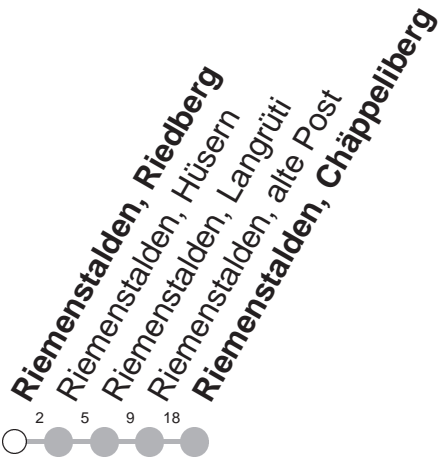 Riemenstalden, Riedberg
Riemenstalden, Hüsern
Riemenstalden, Langrüti
Riemenstalden, alte Post
Riemenstalden, Chäppeliberg
2 5 9 18